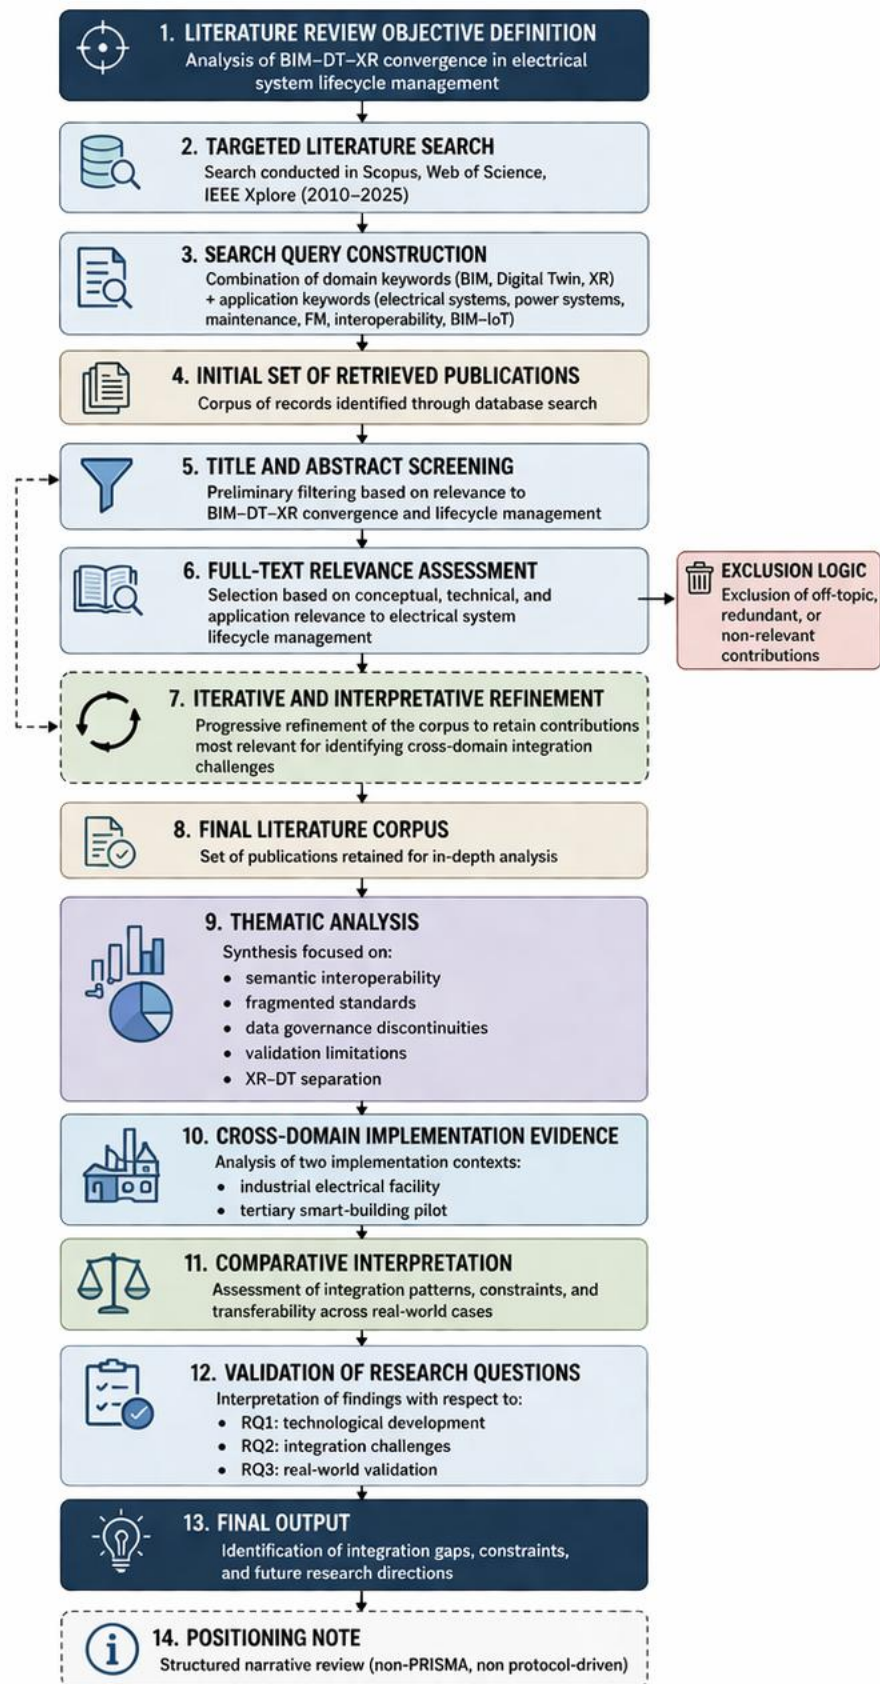 1. LITERATURE REVIEW OBJECTIVE DEFINITION
Analysis of BIM–DT–XR convergence in electrical
system lifecycle management
2. TARGETED LITERATURE SEARCH
Search conducted in Scopus, Web of Science,
IEEE Xplore (2010–2025)
3. SEARCH QUERY CONSTRUCTION
Combination of domain keywords (BIM, Digital Twin, XR)
+ application keywords (electrical systems, power systems,
maintenance, FM, interoperability, BIM–IoT)
4. INITIAL SET OF RETRIEVED PUBLICATIONS
Corpus of records identified through database search
5. TITLE AND ABSTRACT SCREENING
Preliminary filtering based on relevance to
BIM–DT–XR convergence and lifecycle management
6. FULL-TEXT RELEVANCE ASSESSMENT
Selection based on conceptual, technical, and
application relevance to electrical system
lifecycle management
EXCLUSION LOGIC
Exclusion of off-topic,
redundant, or
non-relevant
contributions
7. ITERATIVE AND INTERPRETATIVE REFINEMENT
Progressive refinement of the corpus to retain contributions
most relevant for identifying cross-domain integration
challenges
8. FINAL LITERATURE CORPUS
Set of publications retained for in-depth analysis
9. THEMATIC ANALYSIS
Synthesis focused on:
• semantic interoperability
• fragmented standards
• data governance discontinuities
• validation limitations
• XR–DT separation
10. CROSS-DOMAIN IMPLEMENTATION EVIDENCE
Analysis of two implementation contexts:
• industrial electrical facility
• tertiary smart-building pilot
11. COMPARATIVE INTERPRETATION
Assessment of integration patterns, constraints, and
transferability across real-world cases
12. VALIDATION OF RESEARCH QUESTIONS
Interpretation of findings with respect to:
• RQ1: technological development
• RQ2: integration challenges
• RQ3: real-world validation
13. FINAL OUTPUT
Identification of integration gaps, constraints,
and future research directions
14. POSITIONING NOTE
Structured narrative review (non-PRISMA, non protocol-driven)